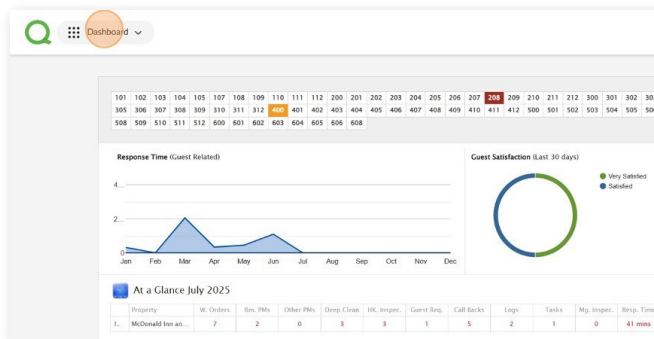 Dashboard
101 102 103 104 105 107 108 109 110 111 112 200 201 202 203 204 205 206 207 208 209 210 211 212 300 301 302
305 306 307 308 309 310 311 312 400 401 402 403 404 405 406 407 408 409 410 411 412 500 501 502 503 504 505
508 509 510 511 512 600 601 602 603 604 605 606 608
Response Time (Guest Related)
Guest Satisfaction (Last 30 days)
4...
2...
0
Very Satisfied
Satisfied
Jan Feb Mar Apr May Jun Jul Aug Sep Oct Nov Dec
At a Glance July 2025
Property W. Orders Rm. PMs Other PMs Deep Clean HK. Inspec. Guest Req. Call Backs Logs Tasks Mg. Inspec. Resp. Time
1. McDonald Inn an... 7 2 0 3 3 1 5 2 1 0 41 mins